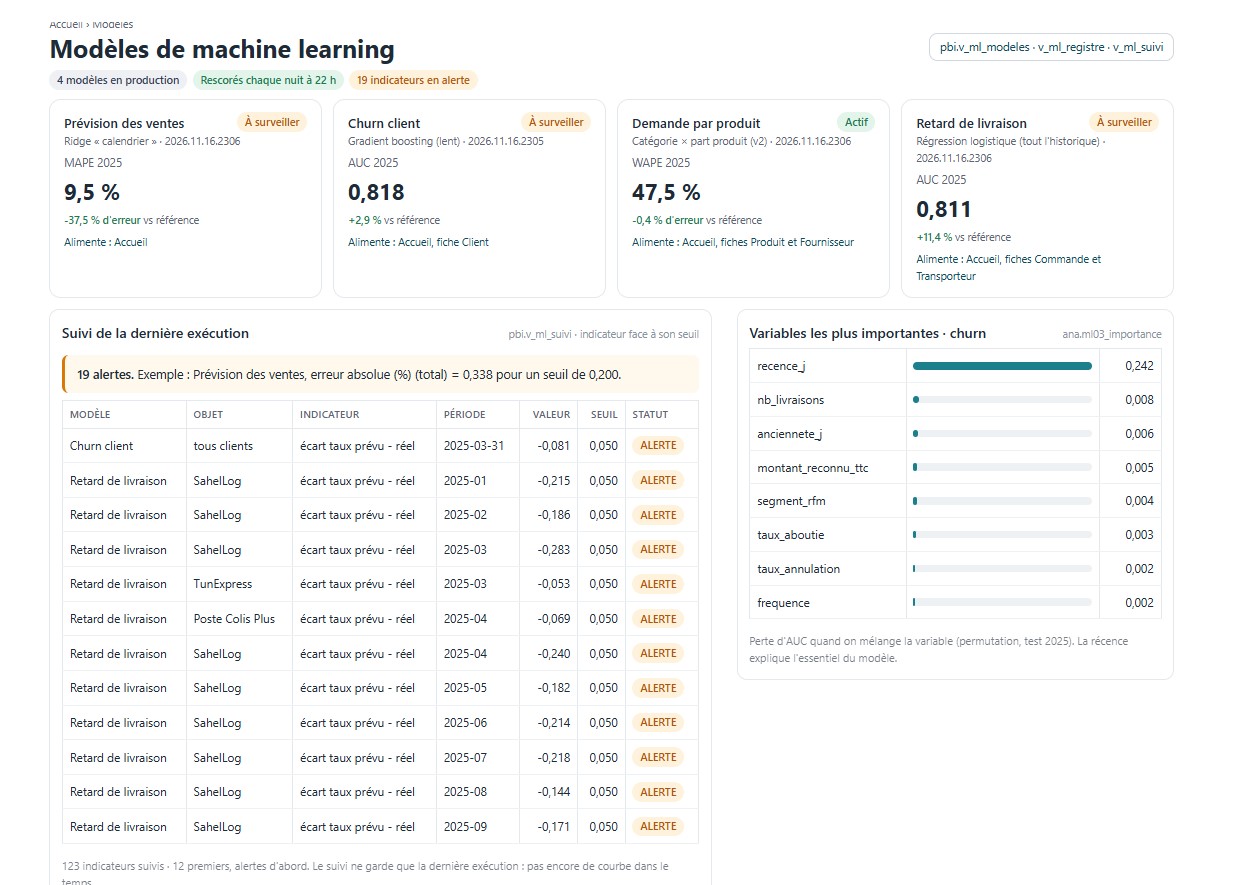 Accueil › Modèles
Modèles de machine learning
pbi.v_ml_modeles · v_ml_registre · v_ml_suivi
4 modèles en production
Rescorés chaque nuit à 22 h
19 indicateurs en alerte
Prévision des ventes
À surveiller
Ridge « calendrier » · 2026.11.16.2306
MAPE 2025
9,5 %
-37,5 % d'erreur vs référence
Alimente : Accueil
Churn client
À surveiller
Gradient boosting (lent) · 2026.11.16.2305
AUC 2025
0,818
+2,9 % vs référence
Alimente : Accueil, fiche Client
Demande par produit
Actif
Catégorie × part produit (v2) · 2026.11.16.2306
WAPE 2025
47,5 %
-0,4 % d'erreur vs référence
Alimente : Accueil, fiches Produit et Fournisseur
Retard de livraison
À surveiller
Régression logistique (tout l'historique) ·
2026.11.16.2306
AUC 2025
0,811
+11,4 % vs référence
Alimente : Accueil, fiches Commande et
Transporteur
Suivi de la dernière exécution
pbi.v_ml_suivi · indicateur face à son seuil
19 alertes. Exemple : Prévision des ventes, erreur absolue (%) (total) = 0,338 pour un seuil de 0,200.
MODÈLE OBJET INDICATEUR PÉRIODE VALEUR SEUIL STATUT
Churn client tous clients écart taux prévu - réel 2025-03-31 -0,081 0,050 ALERTE
Retard de livraison SahelLog écart taux prévu - réel 2025-01 -0,215 0,050 ALERTE
Retard de livraison SahelLog écart taux prévu - réel 2025-02 -0,186 0,050 ALERTE
Retard de livraison SahelLog écart taux prévu - réel 2025-03 -0,283 0,050 ALERTE
Retard de livraison TunExpress écart taux prévu - réel 2025-03 -0,053 0,050 ALERTE
Retard de livraison Poste Colis Plus écart taux prévu - réel 2025-04 -0,069 0,050 ALERTE
Retard de livraison SahelLog écart taux prévu - réel 2025-04 -0,240 0,050 ALERTE
Retard de livraison SahelLog écart taux prévu - réel 2025-05 -0,182 0,050 ALERTE
Retard de livraison SahelLog écart taux prévu - réel 2025-06 -0,214 0,050 ALERTE
Retard de livraison SahelLog écart taux prévu - réel 2025-07 -0,218 0,050 ALERTE
Retard de livraison SahelLog écart taux prévu - réel 2025-08 -0,144 0,050 ALERTE
Retard de livraison SahelLog écart taux prévu - réel 2025-09 -0,171 0,050 ALERTE
123 indicateurs suivis · 12 premiers, alertes d'abord. Le suivi ne garde que la dernière exécution : pas encore de courbe dans le
temps.
Variables les plus importantes · churn
ana.ml03_importance
recence_j 0,242
nb_livraisons 0,008
anciennete_j 0,006
montant_reconnu_ttc 0,005
segment_rfm 0,004
taux_aboutie 0,003
taux_annulation 0,002
frequence 0,002
Perte d'AUC quand on mélange la variable (permutation, test 2025). La récence
explique l'essentiel du modèle.